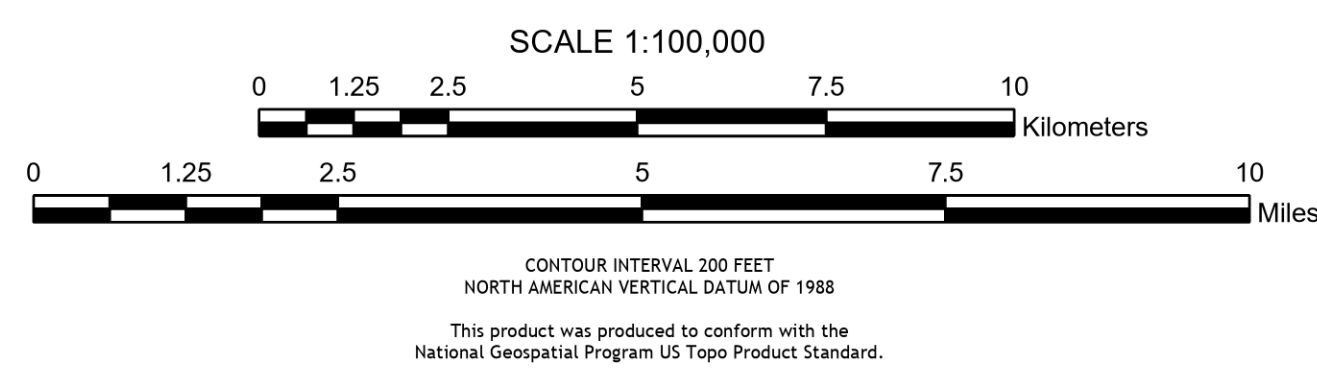 SCALE 1:100,000
0 1.25 2.5 5 7.5 10
Kilometers
0 1.25 2.5 5 7.5 10
Miles
CONTOUR INTERVAL 200 FEET
NORTH AMERICAN VERTICAL DATUM OF 1988
This product was produced to conform with the
National Geospatial Program US Topo Product Standard.